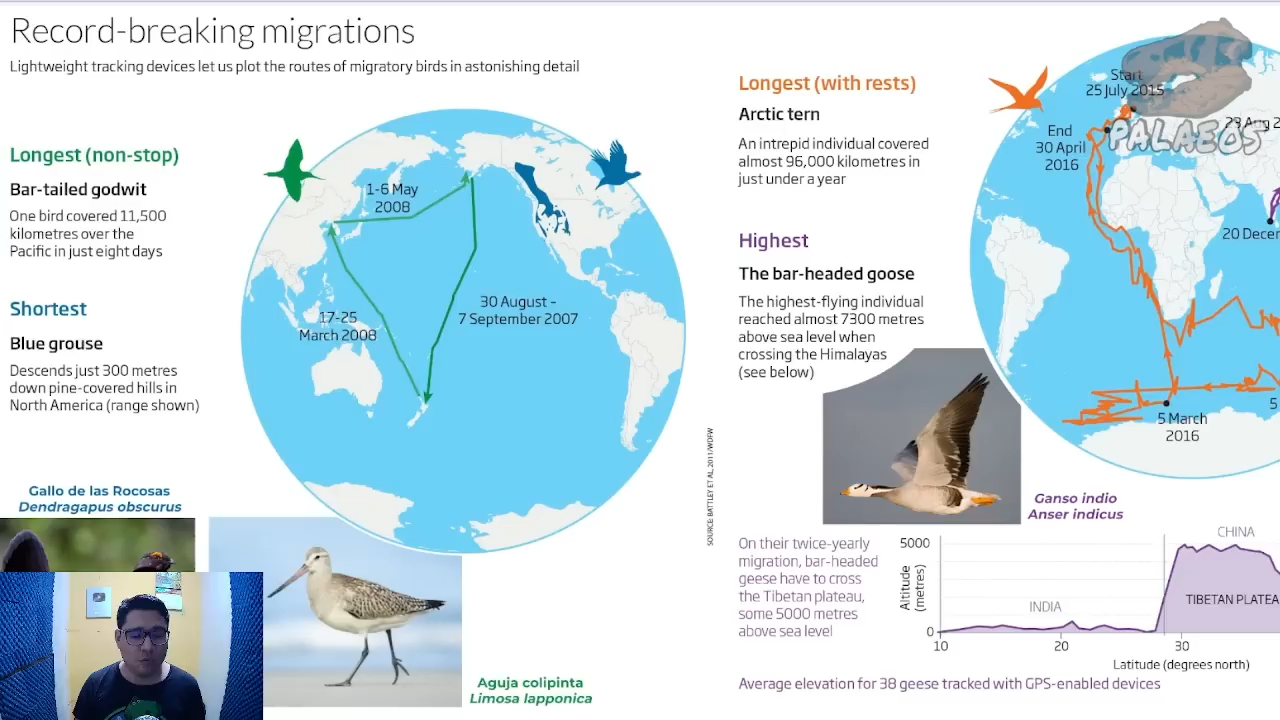 Record-breaking migrations
Lightweight tracking devices let us plot the routes of migratory birds in astonishing detail
Longest (non-stop)
Bar-tailed godwit
One bird covered 11,500
kilometres over the
Pacific in just eight days
Shortest
Blue grouse
Descends just 300 metres
down pine-covered hills in
North America (range shown)
1-6 May
2008
17-25
March 2008
30 August –
7 September 2007
Gallo de las Rocosas
Dendragapus obscurus
Aguja colipinta
Limosa lapponica
SOURCE: BATTLEY ET AL, 2011/WDFW
Longest (with rests)
Arctic tern
An intrepid individual covered
almost 96,000 kilometres in
just under a year
Highest
The bar-headed goose
The highest-flying individual
reached almost 7300 metres
above sea level when
crossing the Himalayas
(see below)
Start
25 July 2015
PALAEOS
End
30 April
2016
23 Aug 2
20 Decem
5 March
2016
5
Ganso indio
Anser indicus
On their twice-yearly
migration, bar-headed
geese have to cross
the Tibetan plateau,
some 5000 metres
above sea level
Altitude
(metres)
5000
0
INDIA
CHINA
TIBETAN PLATEA
10
20
30
Latitude (degrees north)
Average elevation for 38 geese tracked with GPS-enabled devices